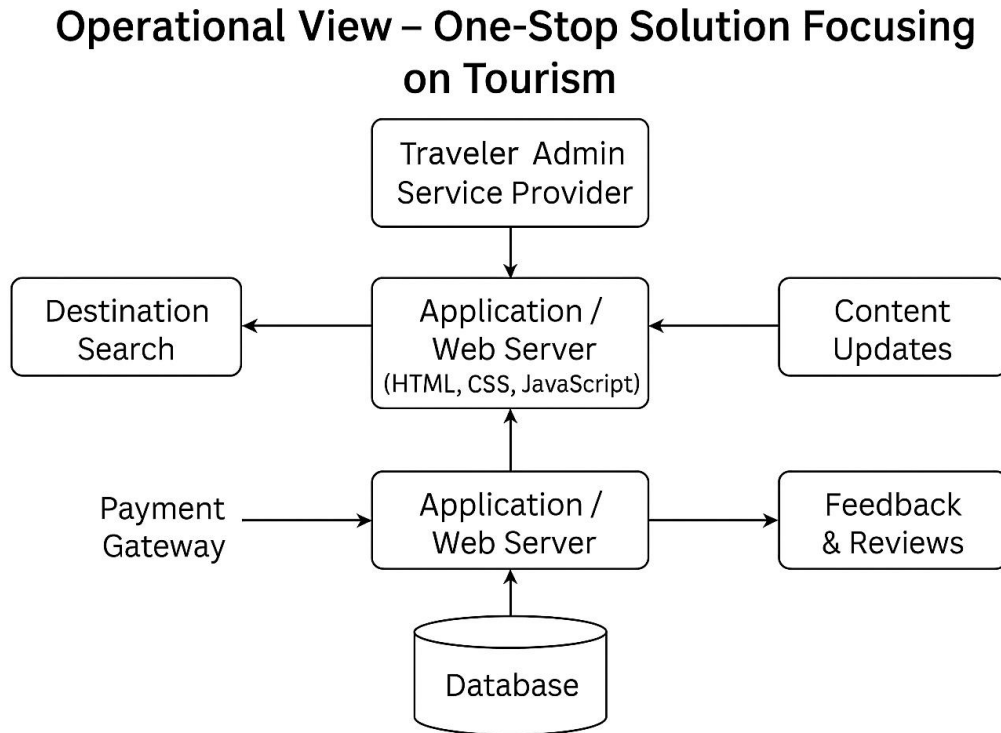 Operational View – One-Stop Solution Focusing
on Tourism
Traveler Admin
Service Provider
Destination
Search
Application /
Web Server
(HTML, CSS, JavaScript)
Content
Updates
Payment
Gateway
Application /
Web Server
Feedback
& Reviews
Database